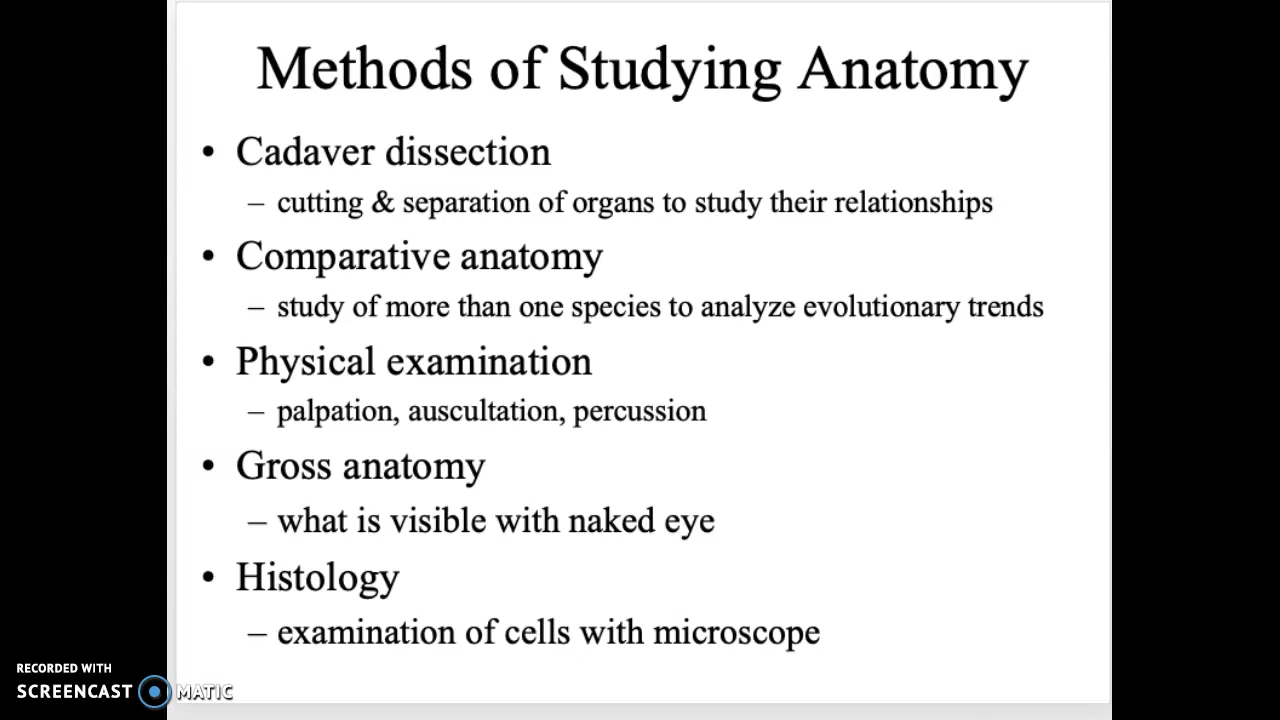 Methods of Studying Anatomy
• Cadaver dissection
– cutting & separation of organs to study their relationships
• Comparative anatomy
– study of more than one species to analyze evolutionary trends
• Physical examination
– palpation, auscultation, percussion
• Gross anatomy
– what is visible with naked eye
• Histology
– examination of cells with microscope
RECORDED WITH
SCREENCAST MATIC